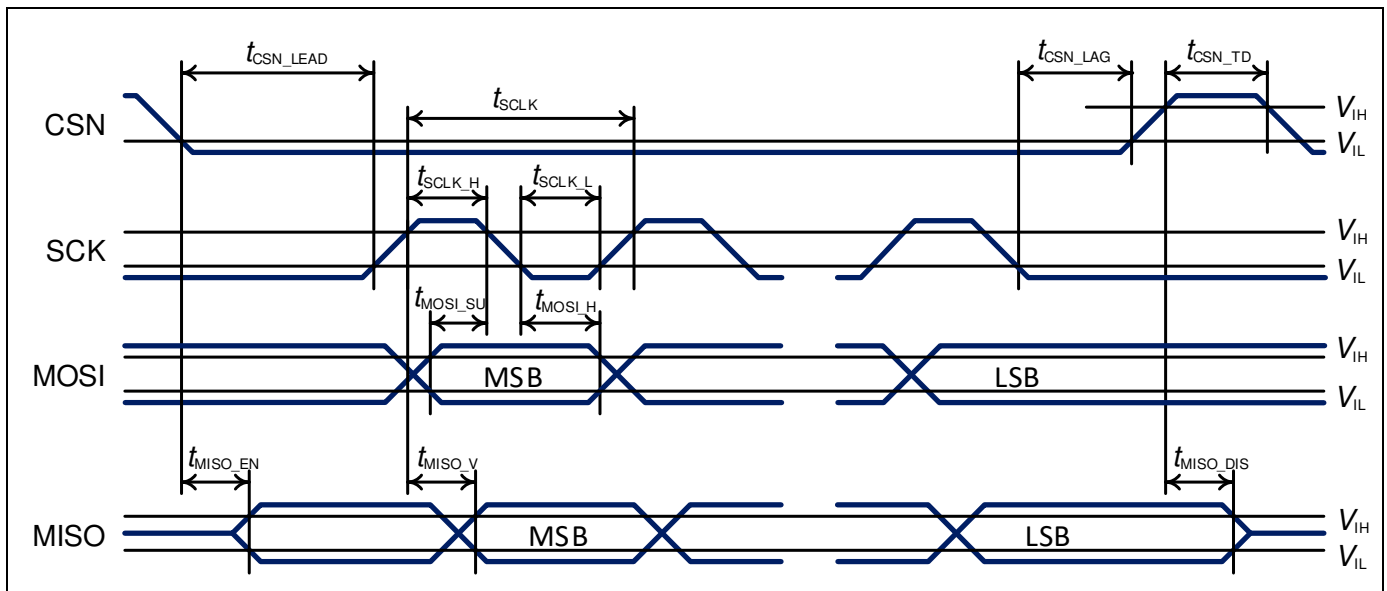 tCSN_LEAD
tCSN_LAG
tCSN_TD
tSCLK
CSN
VIH
VIL
tSCLK_H
tSCLK_L
SCK
VIH
VIL
tMOSI_SU
tMOSI_H
MOSI
MSB
LSB
VIH
VIL
tMISO_EN
tMISO_V
tMISO_DIS
MISO
MSB
LSB
VIH
VIL